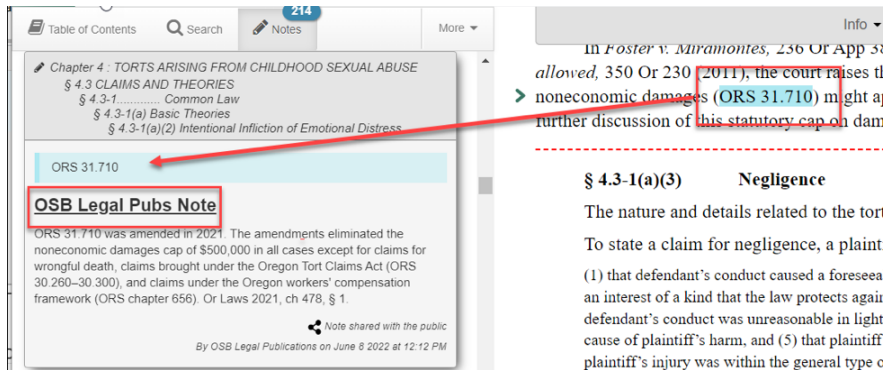 214
Table of Contents
Search
Notes
More
Chapter 4 : TORTS ARISING FROM CHILDHOOD SEXUAL ABUSE
§ 4.3 CLAIMS AND THEORIES
§ 4.3-1............ Common Law
§ 4.3-1(a) Basic Theories
§ 4.3-1(a)(2) Intentional Infliction of Emotional Distress
ORS 31.710
OSB Legal Pubs Note
ORS 31.710 was amended in 2021. The amendments eliminated the
noneconomic damages cap of $500,000 in all cases except for claims for
wrongful death, claims brought under the Oregon Tort Claims Act (ORS
30.260–30.300), and claims under the Oregon workers' compensation
framework (ORS chapter 656). Or Laws 2021, ch 478, § 1.
Note shared with the public
By OSB Legal Publications on June 8 2022 at 12:12 PM
Info
In Foster v. Miramontes, 236 Or App 38
allowed, 350 Or 230 (2011), the court raises th
noneconomic damages (ORS 31.710) might ap
further discussion of this statutory cap on dam
§ 4.3-1(a)(3) Negligence
The nature and details related to the tort
To state a claim for negligence, a plainti
(1) that defendant's conduct caused a foreseea
an interest of a kind that the law protects agai
defendant's conduct was unreasonable in light
cause of plaintiff's harm, and (5) that plaintiff
plaintiff's injury was within the general type o